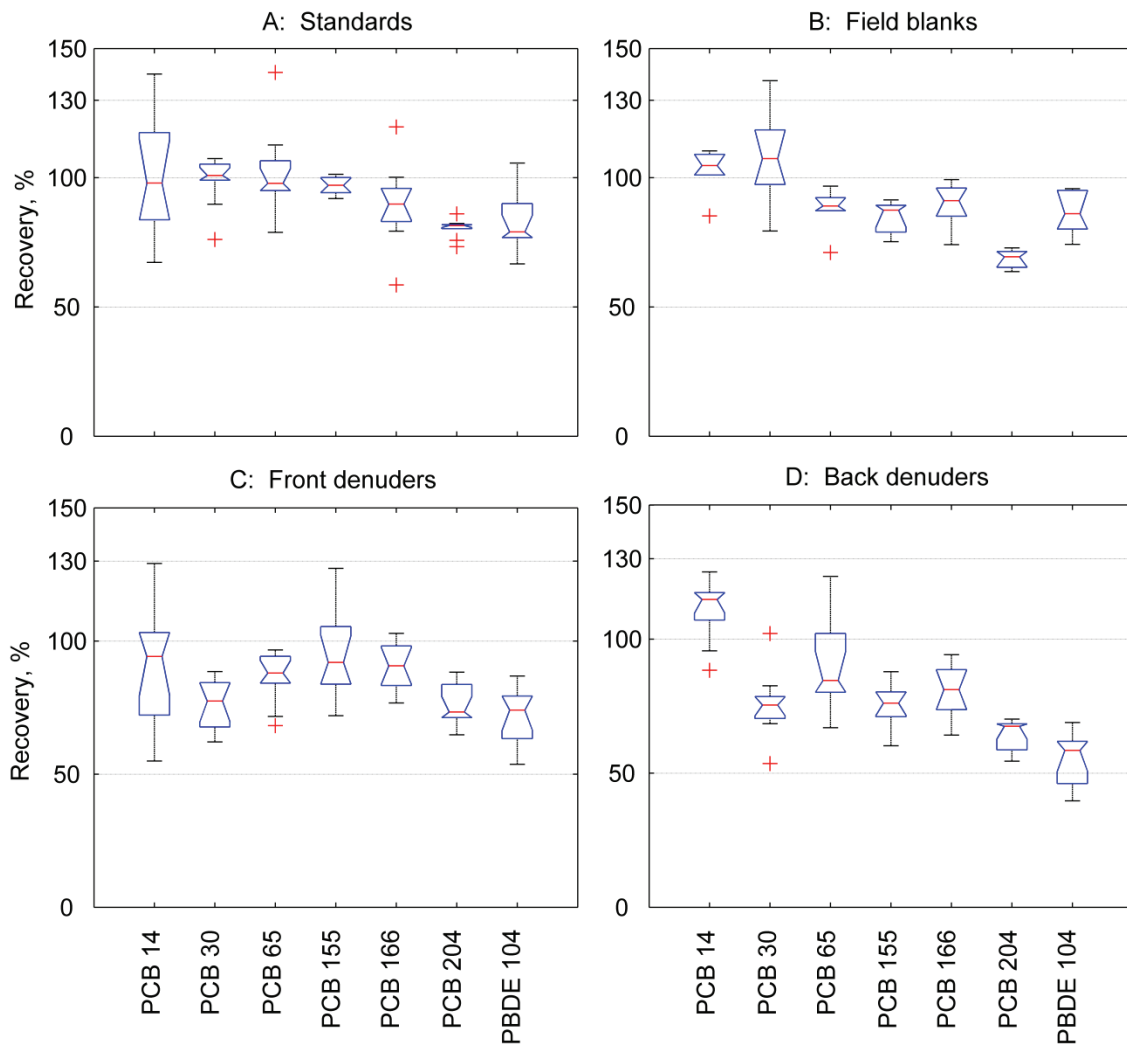 A: Standards
B: Field blanks
150
130
100
50
0
Recovery, %
150
130
100
50
0
C: Front denuders
D: Back denuders
150
130
100
50
0
Recovery, %
150
130
100
50
0
PCB 14
PCB 30
PCB 65
PCB 155
PCB 166
PCB 204
PBDE 104
PCB 14
PCB 30
PCB 65
PCB 155
PCB 166
PCB 204
PBDE 104